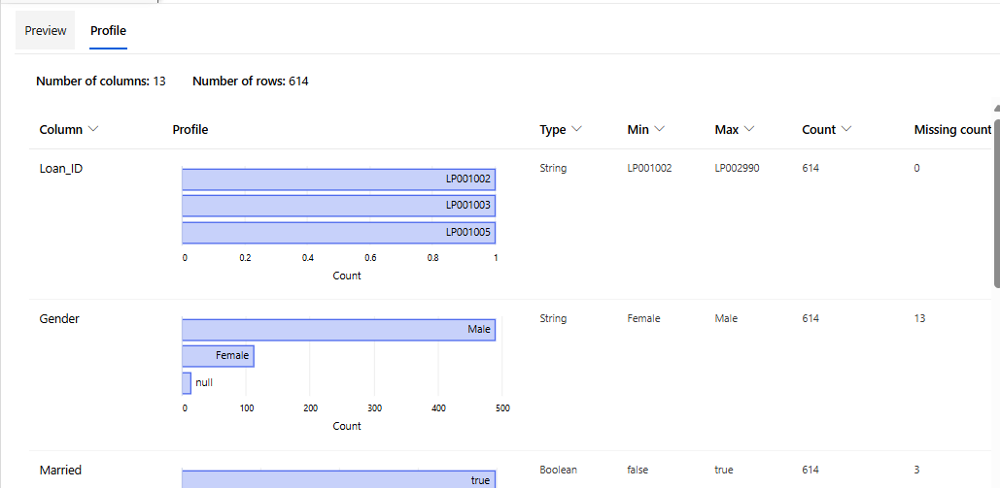 Preview Profile
Number of columns: 13 Number of rows: 614
Column Profile Type Min Max Count Missing count
Loan_ID String LP001002 LP002990 614 0
LP001002
LP001003
LP001005
0 0.2 0.4 0.6 0.8 1
Count
Gender String Female Male 614 13
Male
Female
null
0 100 200 300 400 500
Count
Married Boolean false true 614 3
true